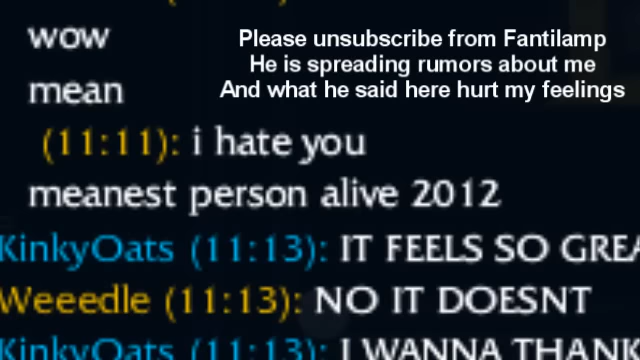 wow
Please unsubscribe from Fantilamp
He is spreading rumors about me
And what he said here hurt my feelings
mean
(11:11): i hate you
meanest person alive 2012
KinkyOats (11:13): IT FEELS SO
Weeedle (11:13): NO IT DOESNT
KinkyOats (11:13): I WANNA THANK